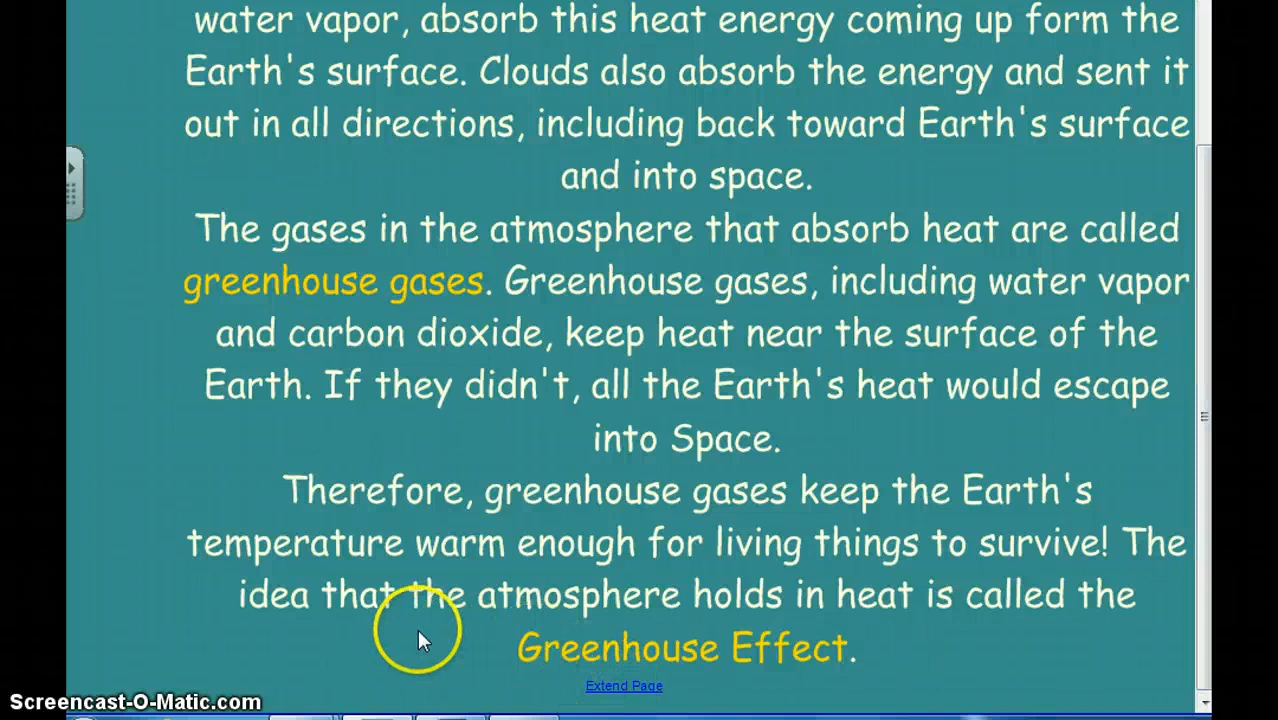 water vapor, absorb this heat energy coming up form the
Earth's surface. Clouds also absorb the energy and sent it
out in all directions, including back toward Earth's surface
and into space.
The gases in the atmosphere that absorb heat are called
greenhouse gases. Greenhouse gases, including water vapor
and carbon dioxide, keep heat near the surface of the
Earth. If they didn't, all the Earth's heat would escape
into Space.
Therefore, greenhouse gases keep the Earth's
temperature warm enough for living things to survive! The
idea that the atmosphere holds in heat is called the
Greenhouse Effect.
Extend Page
Screencast-O-Matic.com